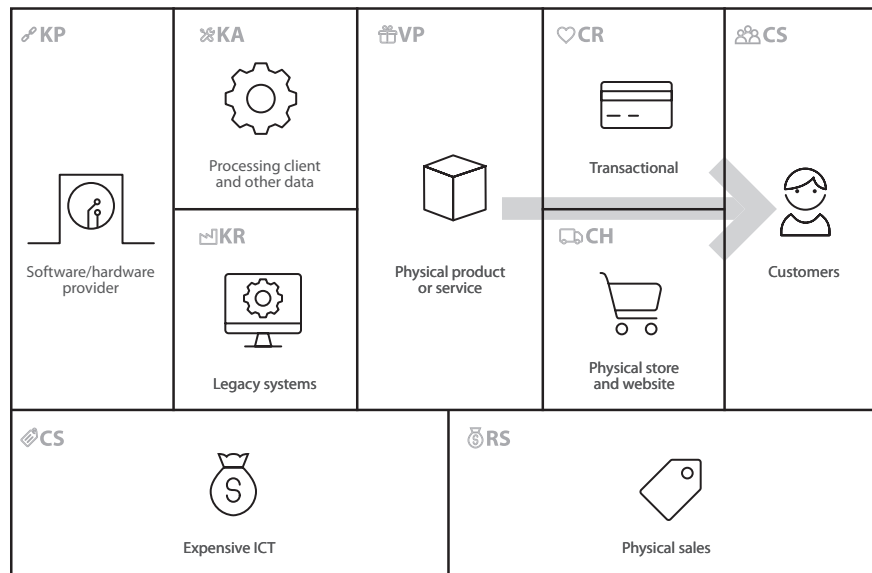 KP
KA
VP
CR
CS
Processing client
and other data
Transactional
KR
CH
Software/hardware
provider
Physical product
or service
Customers
Legacy systems
Physical store
and website
CS
RS
S
S
Expensive ICT
Physical sales